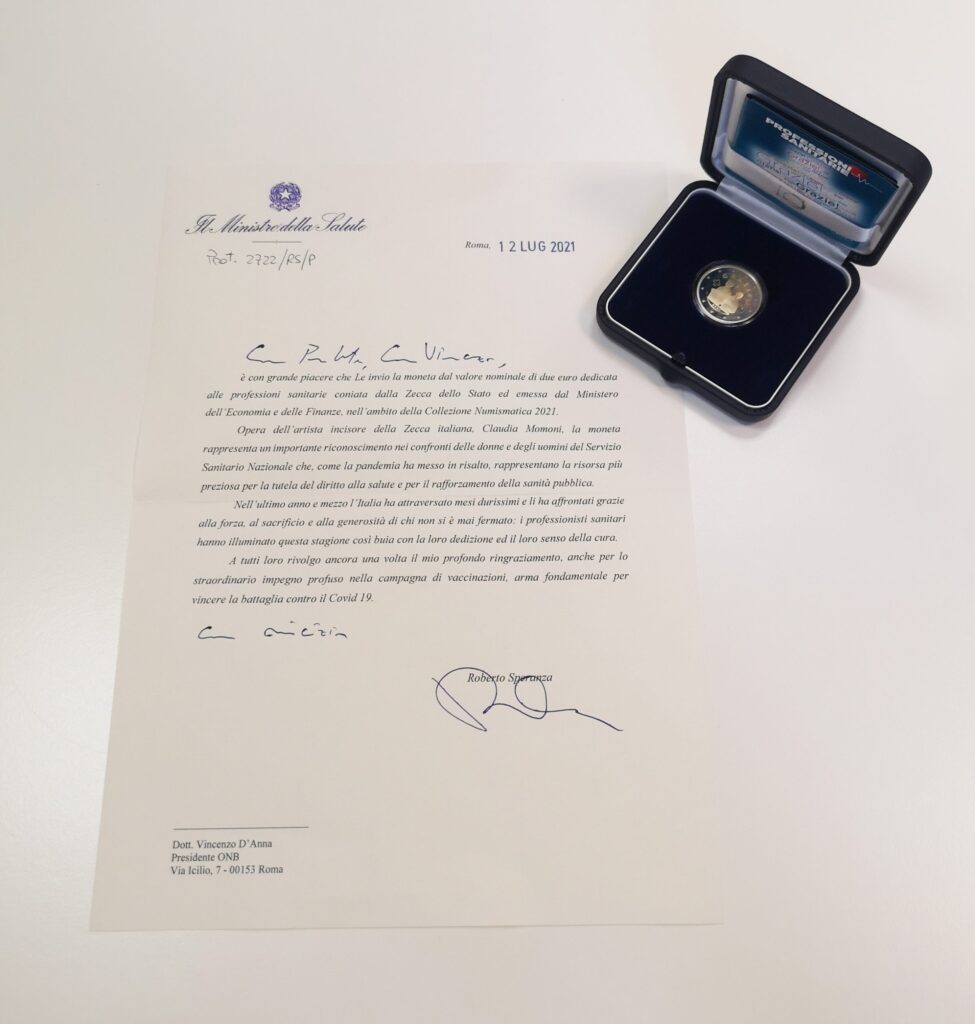 Il Ministro della Salute
Prot. 2722/RS/P
Roma, 12 LUG 2021
PROFESSIONI
SANITARIE
Grazie!
Caro Presidente, Caro Vincenzo,
è con grande piacere che Le invio la moneta dal valore nominale di due euro dedicata
alle professioni sanitarie coniata dalla Zecca dello Stato ed emessa dal Ministero
dell'Economia e delle Finanze, nell'ambito della Collezione Numismatica 2021.
Opera dell'artista incisore della Zecca italiana, Claudia Momoni, la moneta
rappresenta un importante riconoscimento nei confronti delle donne e degli uomini del Servizio
Sanitario Nazionale che, come la pandemia ha messo in risalto, rappresentano la risorsa più
preziosa per la tutela del diritto alla salute e per il rafforzamento della sanità pubblica.
Nell'ultimo anno e mezzo l'Italia ha attraversato mesi durissimi e li ha affrontati grazie
alla forza, al sacrificio e alla generosità di chi non si è mai fermato: i professionisti sanitari
hanno illuminato questa stagione così buia con la loro dedizione ed il loro senso della cura.
A tutti loro rivolgo ancora una volta il mio profondo ringraziamento, anche per lo
straordinario impegno profuso nella campagna di vaccinazioni, arma fondamentale per
vincere la battaglia contro il Covid 19.
Con amicizia
Roberto Speranza
Dott. Vincenzo D'Anna
Presidente ONB
Via Icilio, 7 - 00153 Roma